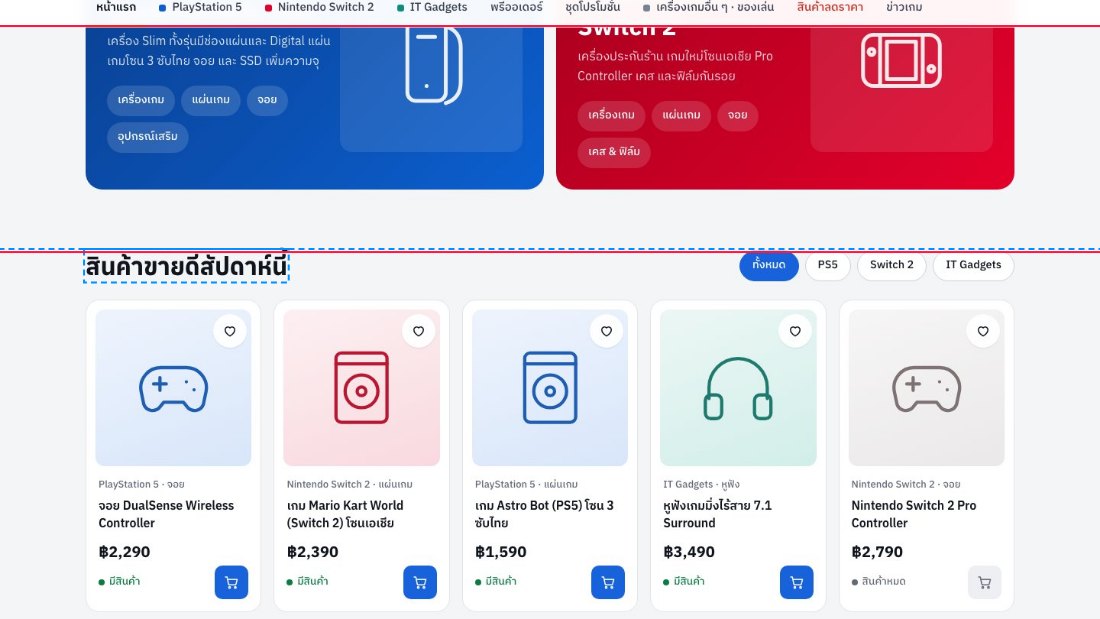 หน้าแรก PlayStation 5 Nintendo Switch 2 IT Gadgets พรีออเดอร์ ชุดโปรโมชั่น เครื่องเกมอื่น ๆ · ของเล่น สินค้าลดราคา ข่าวเกม
เครื่อง Slim ทั้งรุ่นมีช่องแผ่นและ Digital แผ่น
เกมโซน 3 ซับไทย จอย และ SSD เพิ่มความจุ
เครื่องเกม แผ่นเกม จอย
อุปกรณ์เสริม
Switch 2
เครื่องประกันร้าน เกมใหม่โซนเอเชีย Pro
Controller เคส และฟิล์มกันรอย
เครื่องเกม แผ่นเกม จอย
เคส & ฟิล์ม
สินค้าขายดีสัปดาห์นี้
ทั้งหมด PS5 Switch 2 IT Gadgets
PlayStation 5 · จอย
จอย DualSense Wireless
Controller
฿2,290
มีสินค้า
Nintendo Switch 2 · แผ่นเกม
เกม Mario Kart World
(Switch 2) โซนเอเชีย
฿2,390
มีสินค้า
PlayStation 5 · แผ่นเกม
เกม Astro Bot (PS5) โซน 3
ซับไทย
฿1,590
มีสินค้า
IT Gadgets · หูฟัง
หูฟังเกมมิ่งไร้สาย 7.1
Surround
฿3,490
มีสินค้า
Nintendo Switch 2 · จอย
Nintendo Switch 2 Pro
Controller
฿2,790
สินค้าหมด